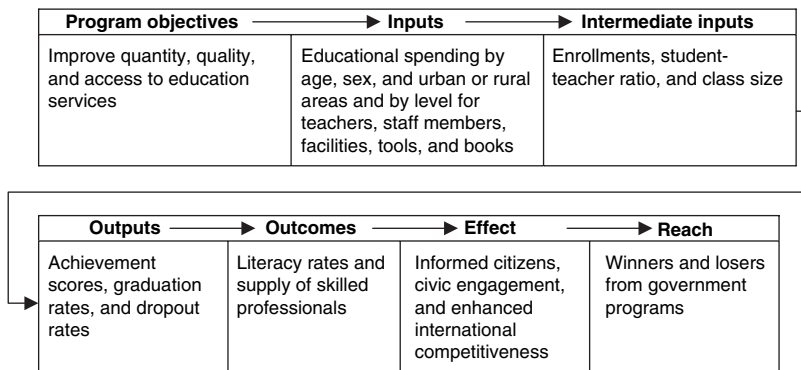 Program objectives Inputs Intermediate inputs
Improve quantity, quality,
and access to education
services
Educational spending by
age, sex, and urban or rural
areas and by level for
teachers, staff members,
facilities, tools, and books
Enrollments, student-
teacher ratio, and class size
Outputs Outcomes Effect Reach
Achievement
scores, graduation
rates, and dropout
rates
Literacy rates and
supply of skilled
professionals
Informed citizens,
civic engagement,
and enhanced
international
competitiveness
Winners and losers
from government
programs